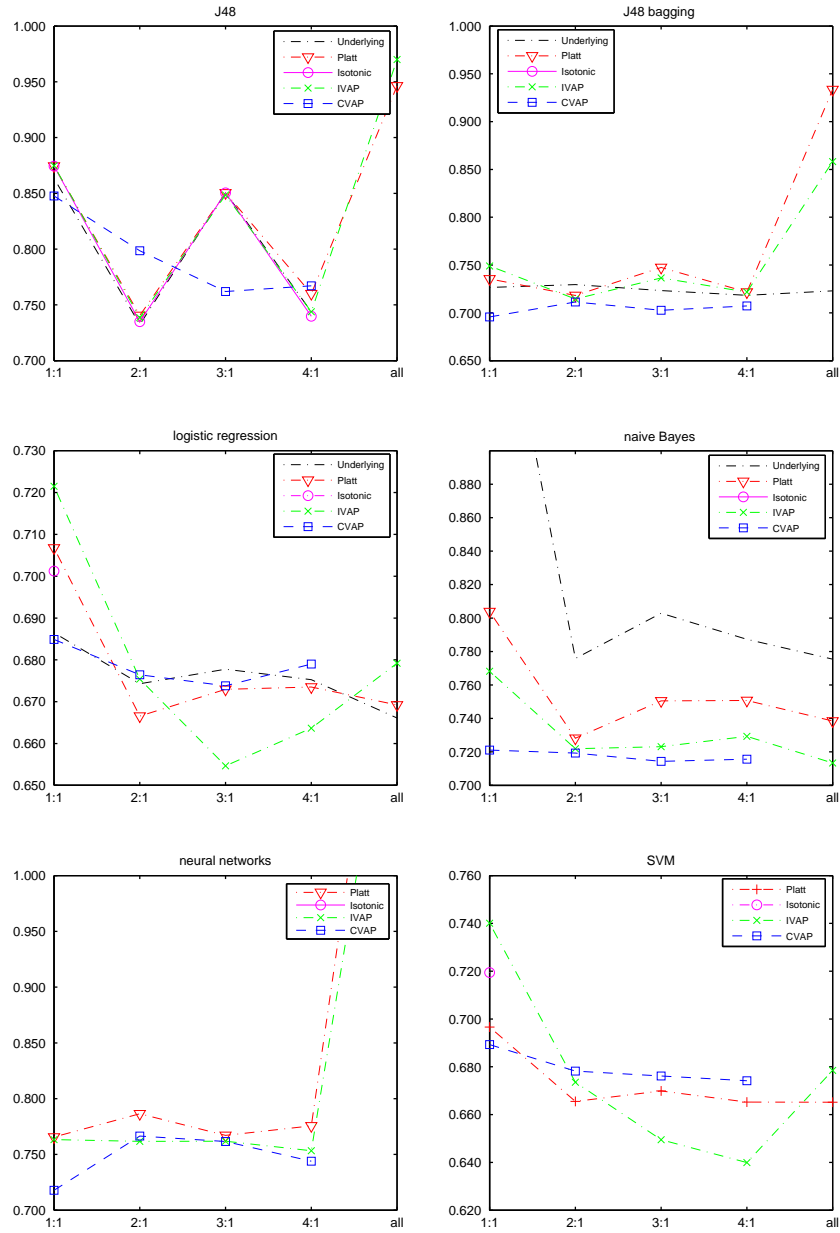 J48
1.000
0.950
0.900
0.850
0.800
0.750
0.700
1:1
2:1
3:1
4:1
all
Underlying
Platt
Isotonic
IVAP
CVAP
J48 bagging
1.000
0.950
0.900
0.850
0.800
0.750
0.700
0.650
1:1
2:1
3:1
4:1
all
Underlying
Platt
Isotonic
IVAP
CVAP
logistic regression
0.730
0.720
0.710
0.700
0.690
0.680
0.670
0.660
0.650
1:1
2:1
3:1
4:1
all
Underlying
Platt
Isotonic
IVAP
CVAP
naive Bayes
0.880
0.860
0.840
0.820
0.800
0.780
0.760
0.740
0.720
0.700
1:1
2:1
3:1
4:1
all
Underlying
Platt
Isotonic
IVAP
CVAP
neural networks
1.000
0.950
0.900
0.850
0.800
0.750
0.700
1:1
2:1
3:1
4:1
all
Platt
Isotonic
IVAP
CVAP
SVM
0.760
0.740
0.720
0.700
0.680
0.660
0.640
0.620
1:1
2:1
3:1
4:1
all
Platt
Isotonic
IVAP
CVAP